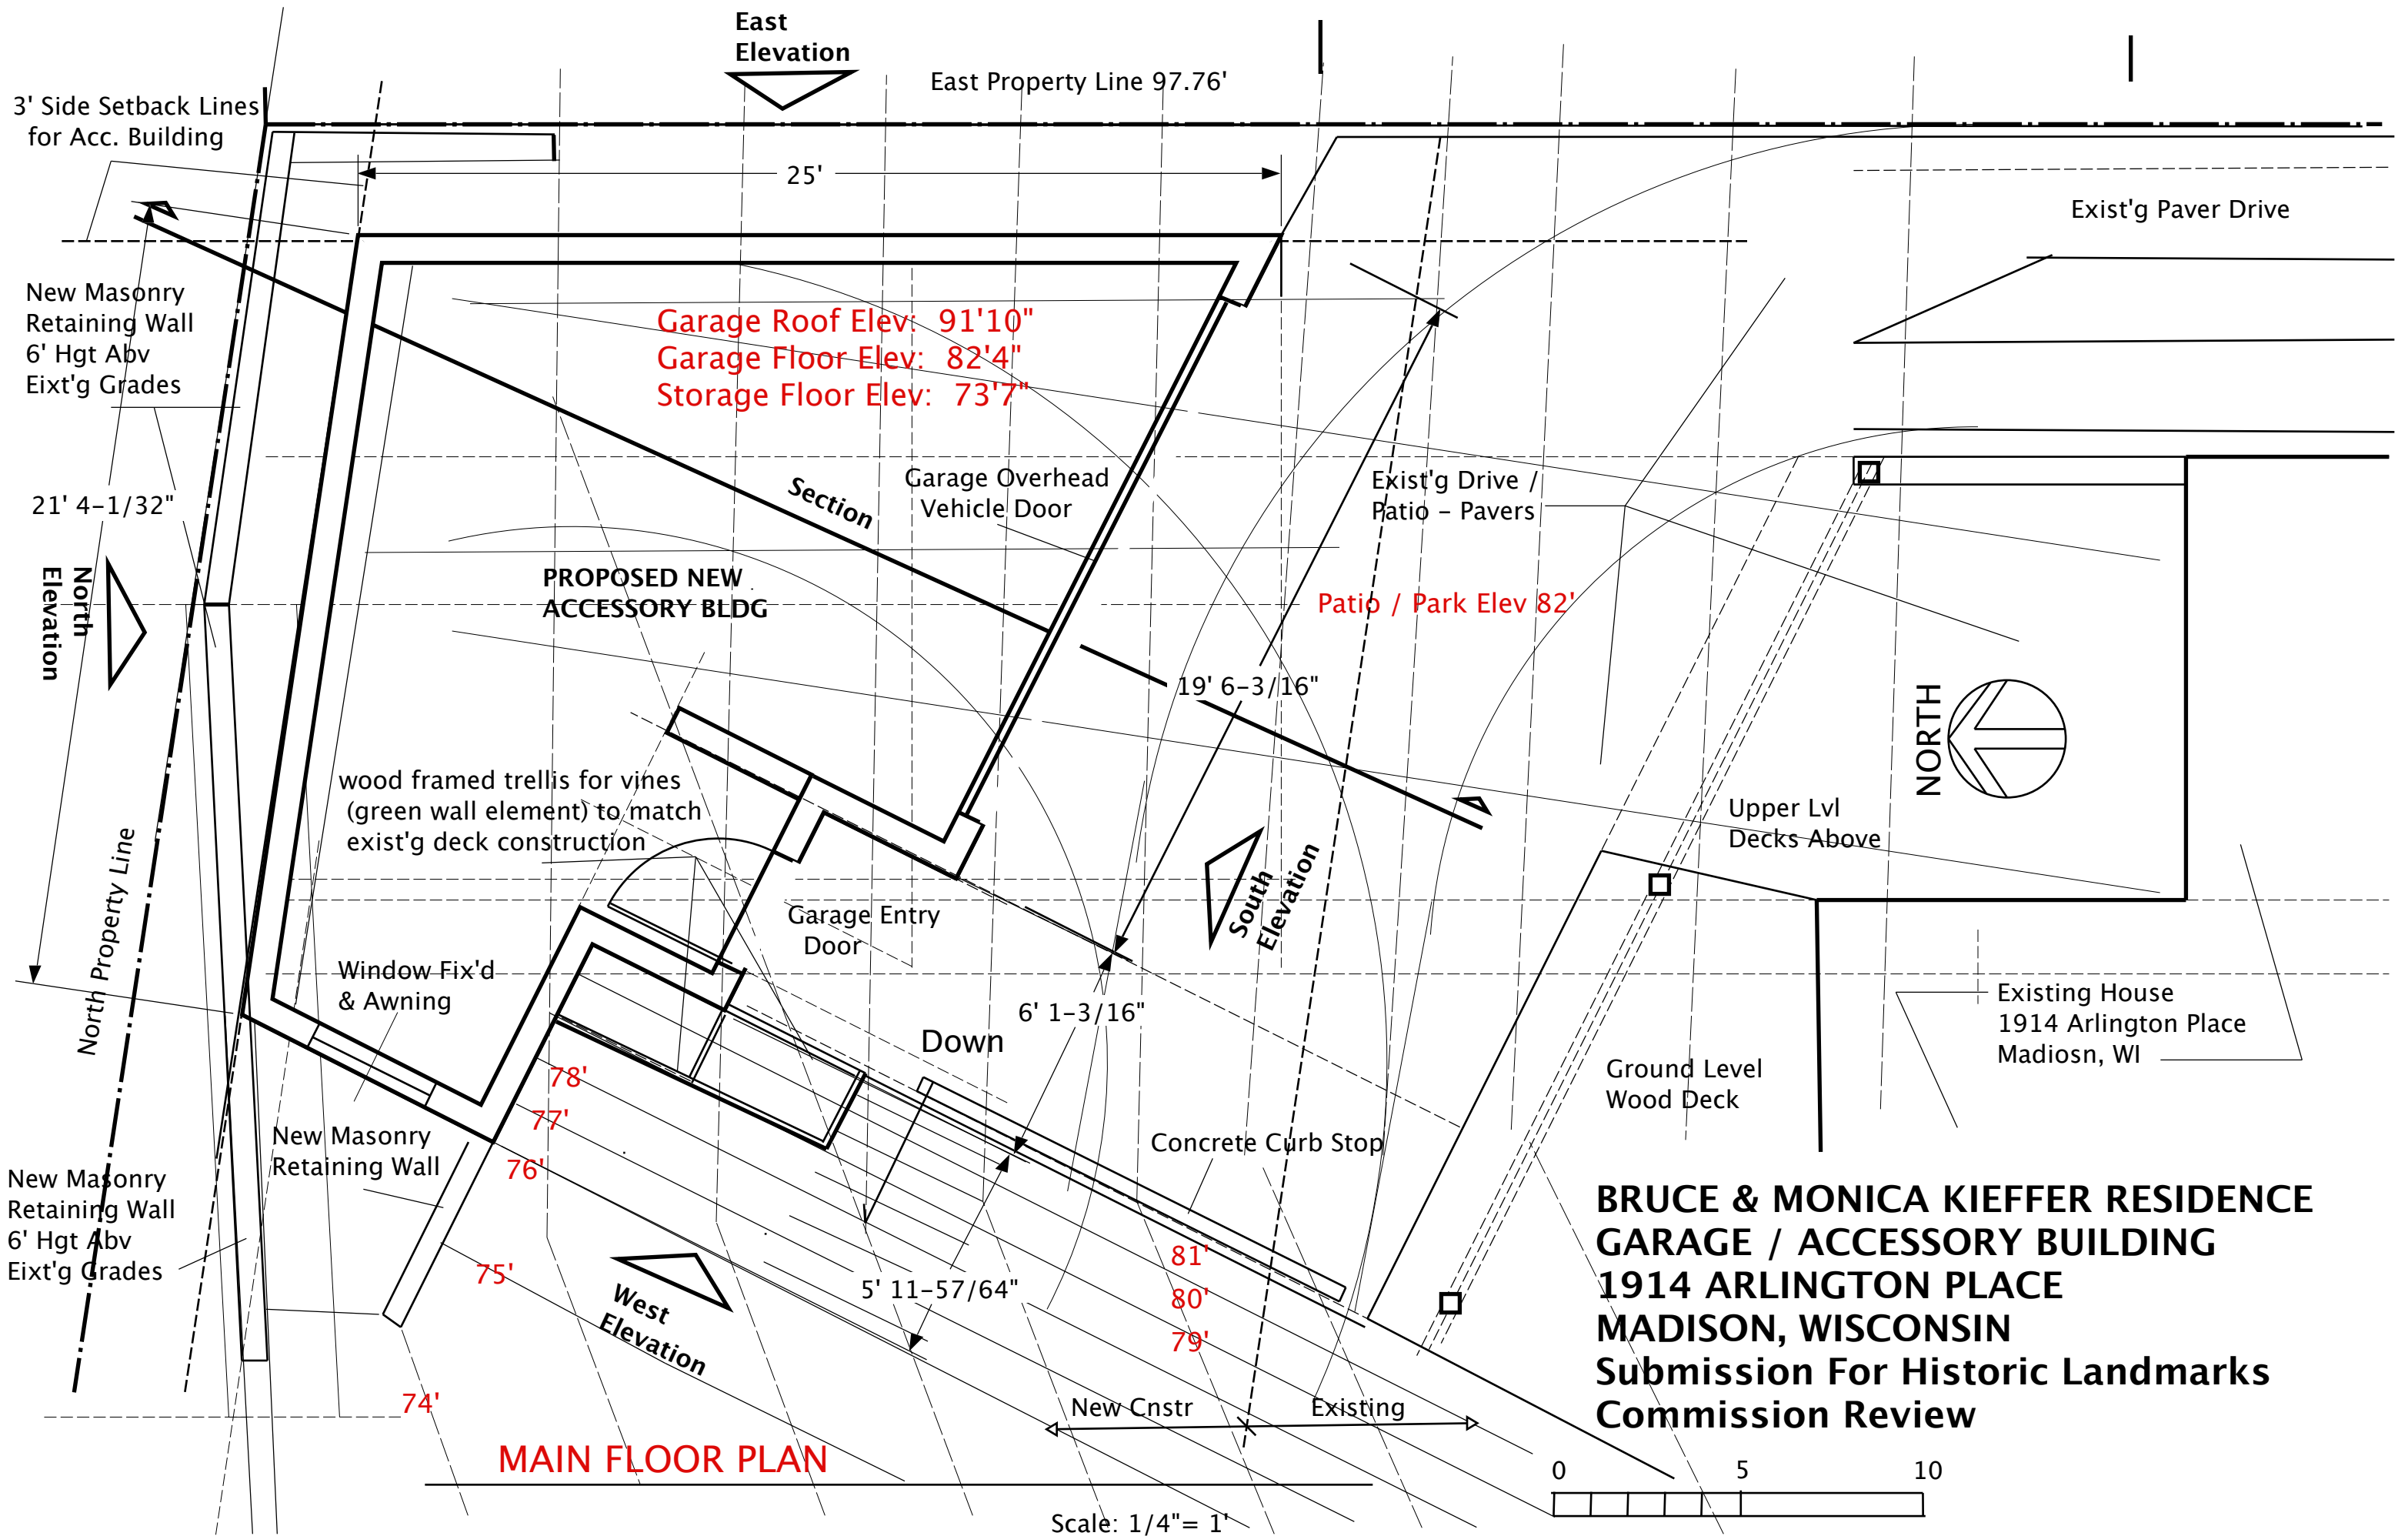 East
Elevation
East Property Line 97.76'
3' Side Setback Lines
for Acc. Building
25'
Exist'g Paver Drive
New Masonry
Retaining Wall
6' Hgt Abv
Eixt'g Grades
Garage Roof Elev:  91'10"
Garage Floor Elev:  82'4"
Storage Floor Elev:  73'7"
21' 4-1/32"
Section
Garage Overhead
Vehicle Door
Exist'g Drive /
Patio - Pavers
North
Elevation
PROPOSED NEW
ACCESSORY BLDG
Patio / Park Elev 82'
19' 6-3/16"
NORTH
wood framed trellis for vines
(green wall element) to match
exist'g deck construction
Upper Lvl
Decks Above
North Property Line
South
Elevation
Garage Entry
Door
Window Fix'd
& Awning
6' 1-3/16"
Down
Existing House
1914 Arlington Place
Madiosn, WI
Ground Level
Wood Deck
78'
77'
76'
75'
74'
New Masonry
Retaining Wall
Concrete Curb Stop
New Masonry
Retaining Wall
6' Hgt Abv
Eixt'g Grades
81'
80'
79'
5' 11-57/64"
West
Elevation
BRUCE & MONICA KIEFFER RESIDENCE
GARAGE / ACCESSORY BUILDING
1914 ARLINGTON PLACE
MADISON, WISCONSIN
Submission For Historic Landmarks
Commission Review
New Cnstr
Existing
MAIN FLOOR PLAN
0 5 10
Scale: 1/4"= 1'